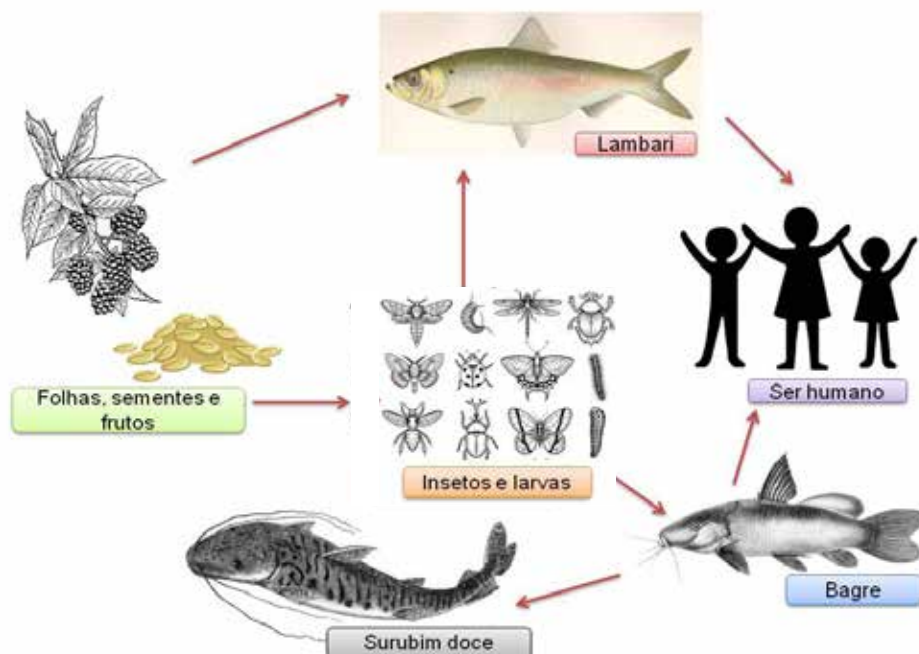 Lambari
Folhas, sementes e
frutos
Ser humano
Insetos e larvas
Bagre
Surubim doce